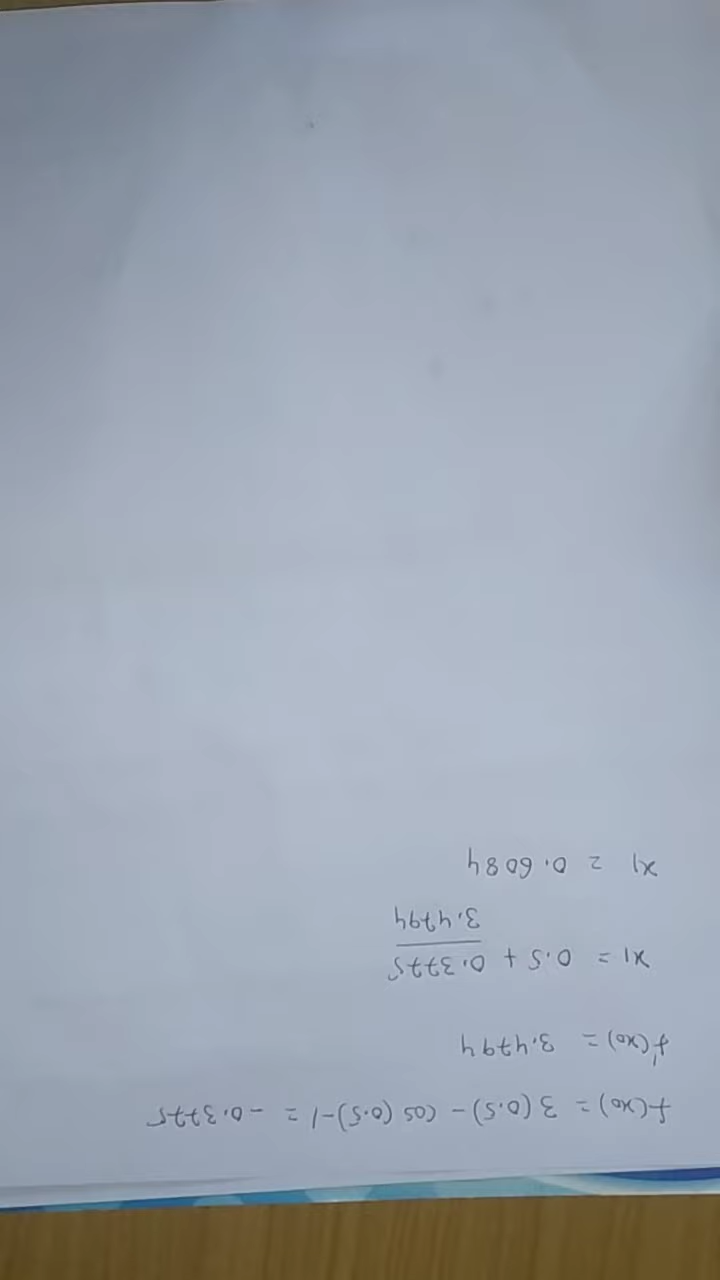 f(x0) = 3(0.5) - cos(0.5)-1 = -0.3775
f'(x0) = 3.4794
x1 = 0.5 + 0.3775/3.4794
x1 = 0.6084